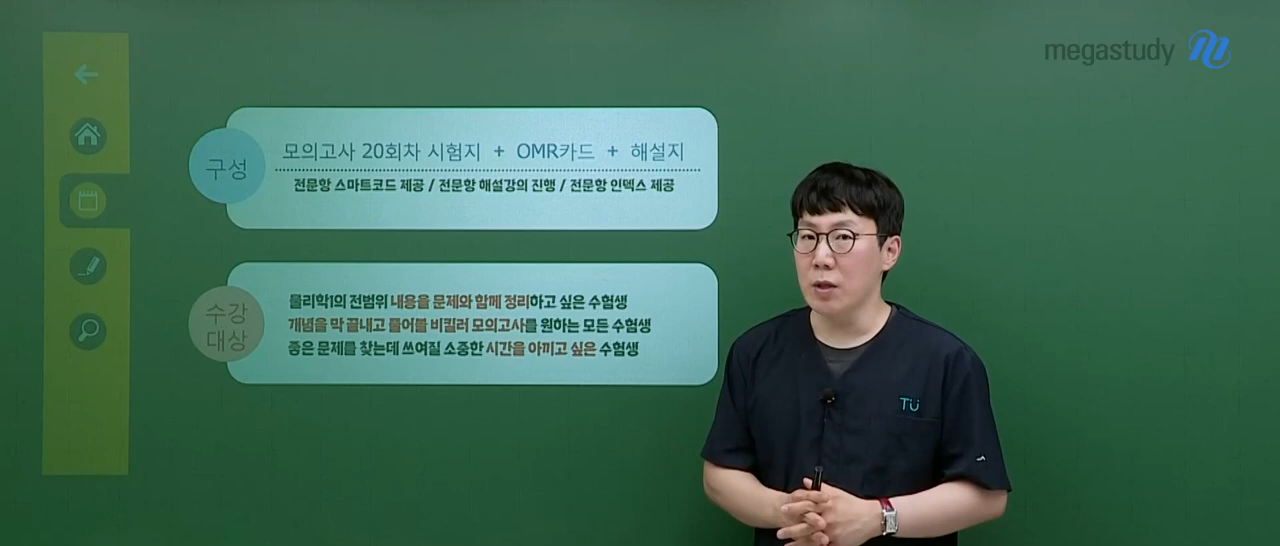 megastudy
구성
모의고사 20회차 시험지 + OMR카드 + 해설지
전문항 스마트코드 제공 / 전문항 해설강의 진행 / 전문항 인덱스 제공
수강
대상
물리학1의 전범위 내용을 문제와 함께 정리하고 싶은 수험생
개념을 막 끝내고 풀어볼 비킬러 모의고사를 원하는 모든 수험생
좋은 문제를 찾는데 쓰여질 소중한 시간을 아끼고 싶은 수험생
TU